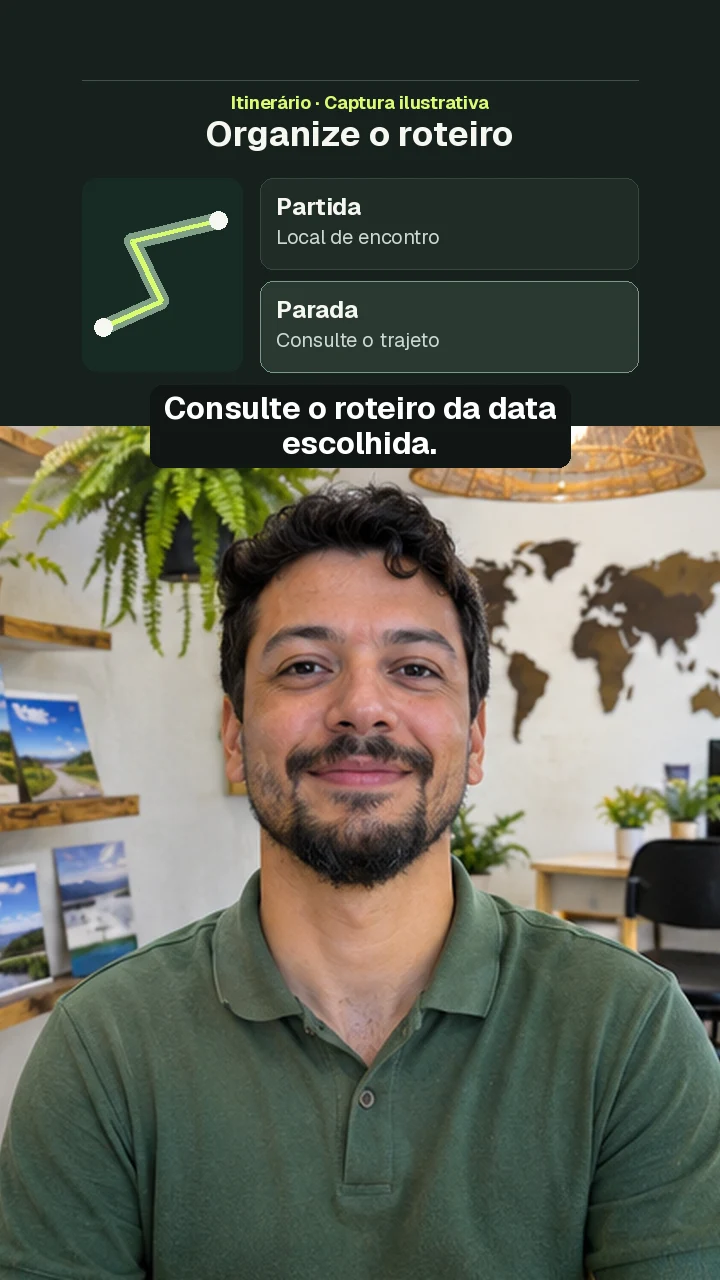 Itinerário · Captura ilustrativa
Organize o roteiro
Partida
Local de encontro
Parada
Consulte o trajeto
Consulte o roteiro da data
escolhida.